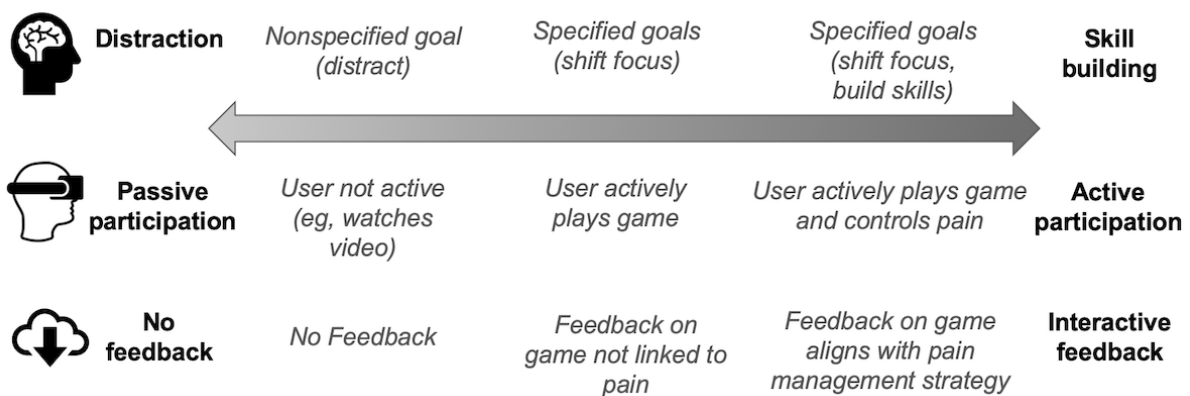 Distraction
Nonspecified goal
(distract)
Specified goals
(shift focus)
Specified goals
(shift focus,
build skills)
Skill
building
Passive
participation
User not active
(eg, watches
video)
User actively
plays game
User actively plays game
and controls pain
Active
participation
No
feedback
No Feedback
Feedback on
game not linked to
pain
Feedback on game
aligns with pain
management strategy
Interactive
feedback